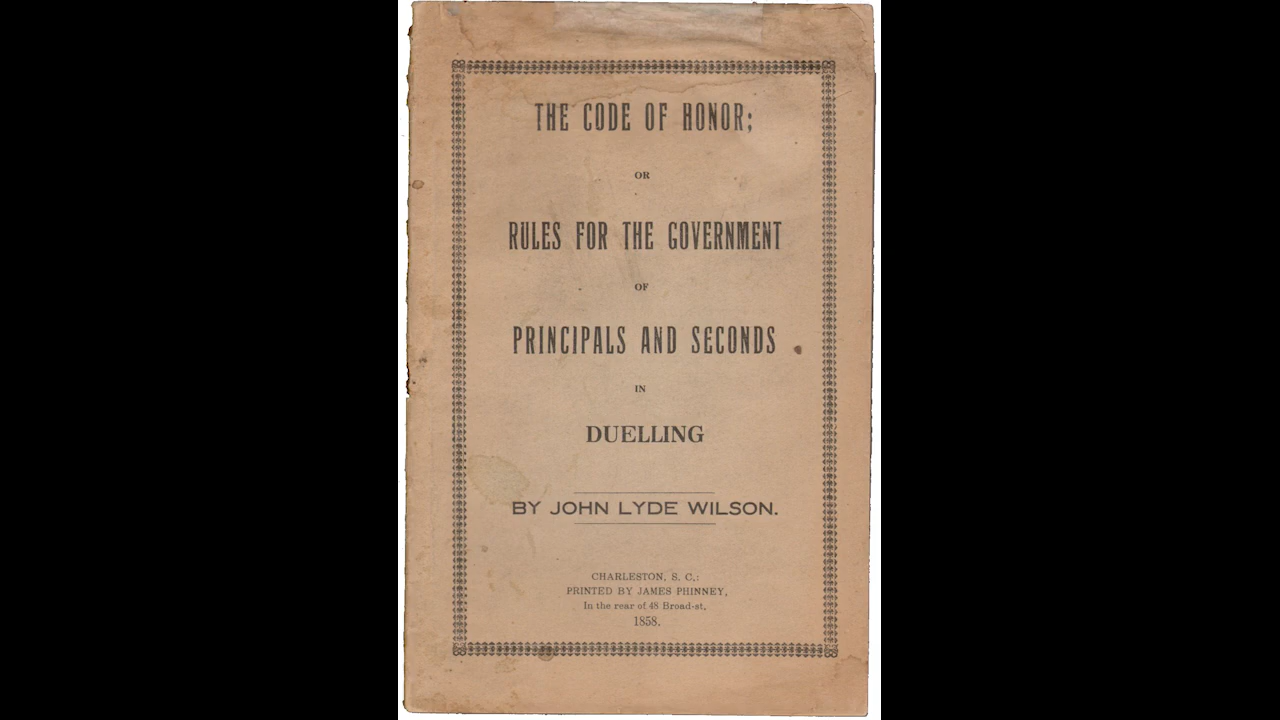 THE CODE OF HONOR;
OR
RULES FOR THE GOVERNMENT
OF
PRINCIPALS AND SECONDS
IN
DUELLING
BY JOHN LYDE WILSON.
CHARLESTON, S. C.:
PRINTED BY JAMES PHINNEY,
In the rear of 48 Broad-st,
1858.